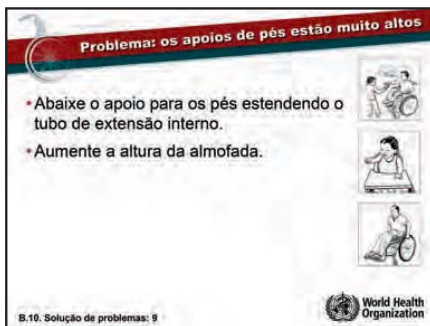 Problema: os apoios de pés estão muito altos
• Abaixe o apoio para os pés estendendo o
tubo de extensão interno.
• Aumente a altura da almofada.
B.10. Solução de problemas: 9
World Health
Organization